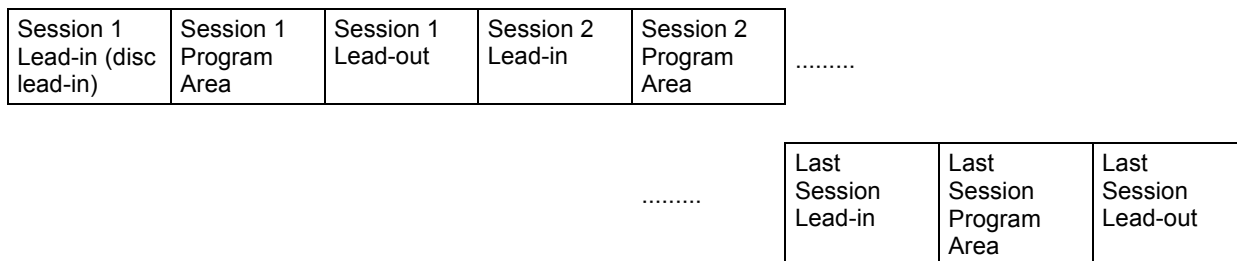 Session 1
Lead-in (disc
lead-in)
Session 1
Program
Area
Session 1
Lead-out
Session 2
Lead-in
Session 2
Program
Area
.........
.........
Last
Session
Lead-in
Last
Session
Program
Area
Last
Session
Lead-out